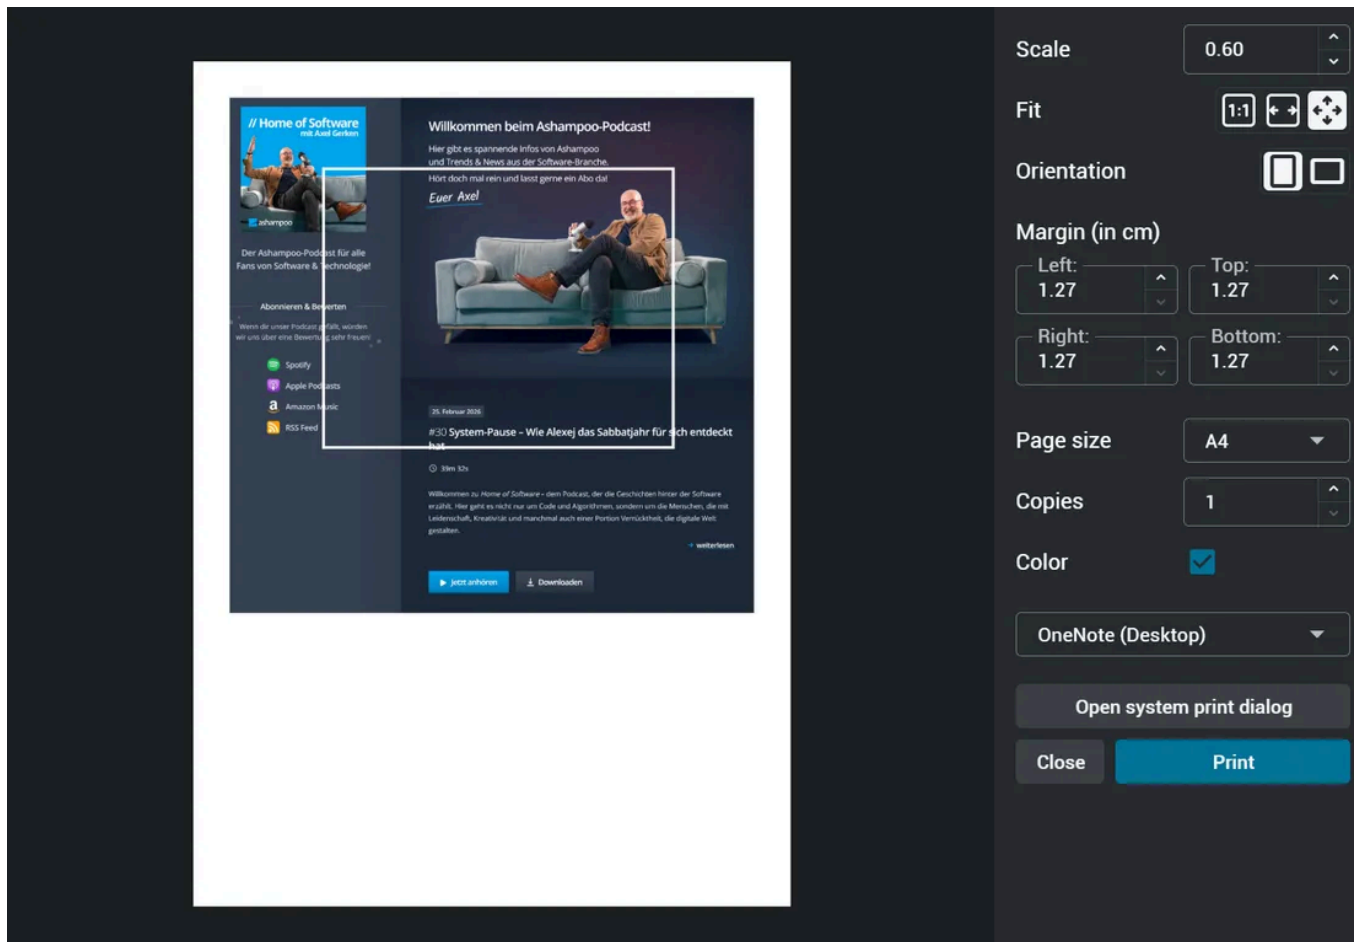 // Home of Software
mit Axel Gerken
ashampoo
Der Ashampoo-Podcast für alle
Fans von Software & Technologie!
Abonnieren & Bewerten
Wenn dir unser Podcast gefällt, würden
wir uns über eine Bewertung sehr freuen!
Spotify
Apple Podcasts
Amazon Music
RSS Feed
Willkommen beim Ashampoo-Podcast!
Hier gibt es spannende Infos von Ashampoo
und Trends & News aus der Software-Branche.
Hört doch mal rein und lasst gerne ein Abo da!
Euer Axel
25. Februar 2026
#30 System-Pause – Wie Alexej das Sabbatjahr für sich entdeckt
hat
39m 32s
Willkommen zu Home of Software – dem Podcast, der die Geschichten hinter der Software
erzählt. Hier geht es nicht nur um Code und Algorithmen, sondern um die Menschen, die mit
Leidenschaft, Kreativität und manchmal auch einer Portion Verrücktheit, die digitale Welt
gestalten.
weiterlesen
Jetzt anhören
Downloaden
Scale
0.60
Fit
1:1
Orientation
Margin (in cm)
Left:
1.27
Top:
1.27
Right:
1.27
Bottom:
1.27
Page size
A4
Copies
1
Color
OneNote (Desktop)
Open system print dialog
Close
Print